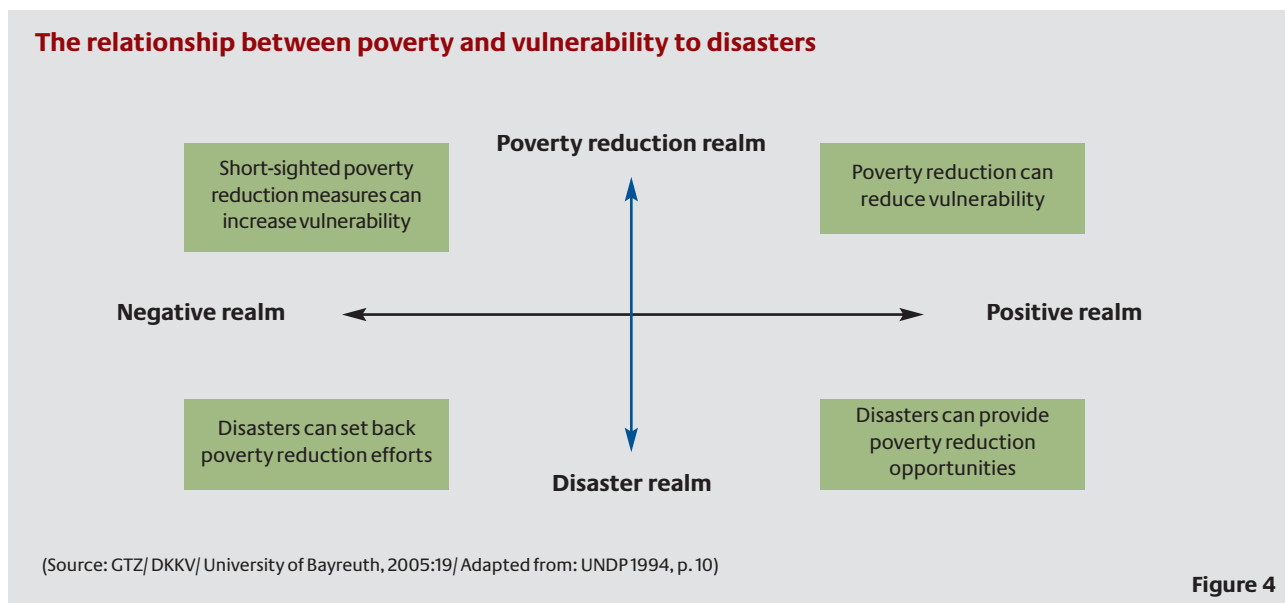 The relationship between poverty and vulnerability to disasters
Poverty reduction realm
Short-sighted poverty
reduction measures can
increase vulnerability
Poverty reduction can
reduce vulnerability
Negative realm
Positive realm
Disasters can set back
poverty reduction efforts
Disasters can provide
poverty reduction
opportunities
Disaster realm
(Source: GTZ/ DKKV/ University of Bayreuth, 2005:19/ Adapted from: UNDP 1994, p. 10)
Figure 4